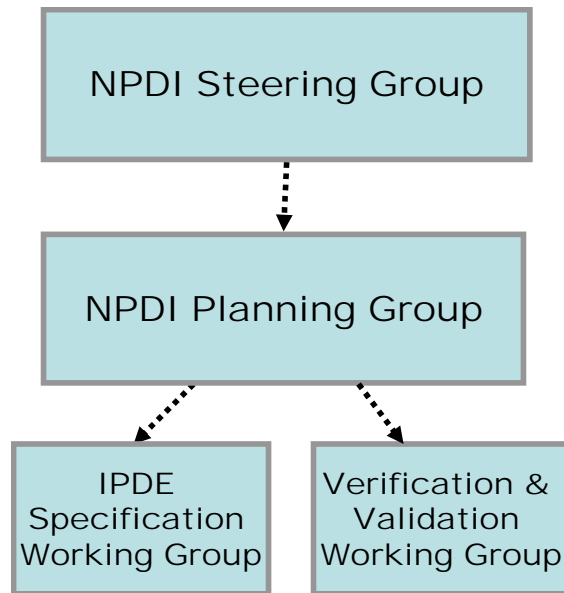 NPDI Steering Group
NPDI Planning Group
IPDE
Specification
Working Group
Verification &
Validation
Working Group